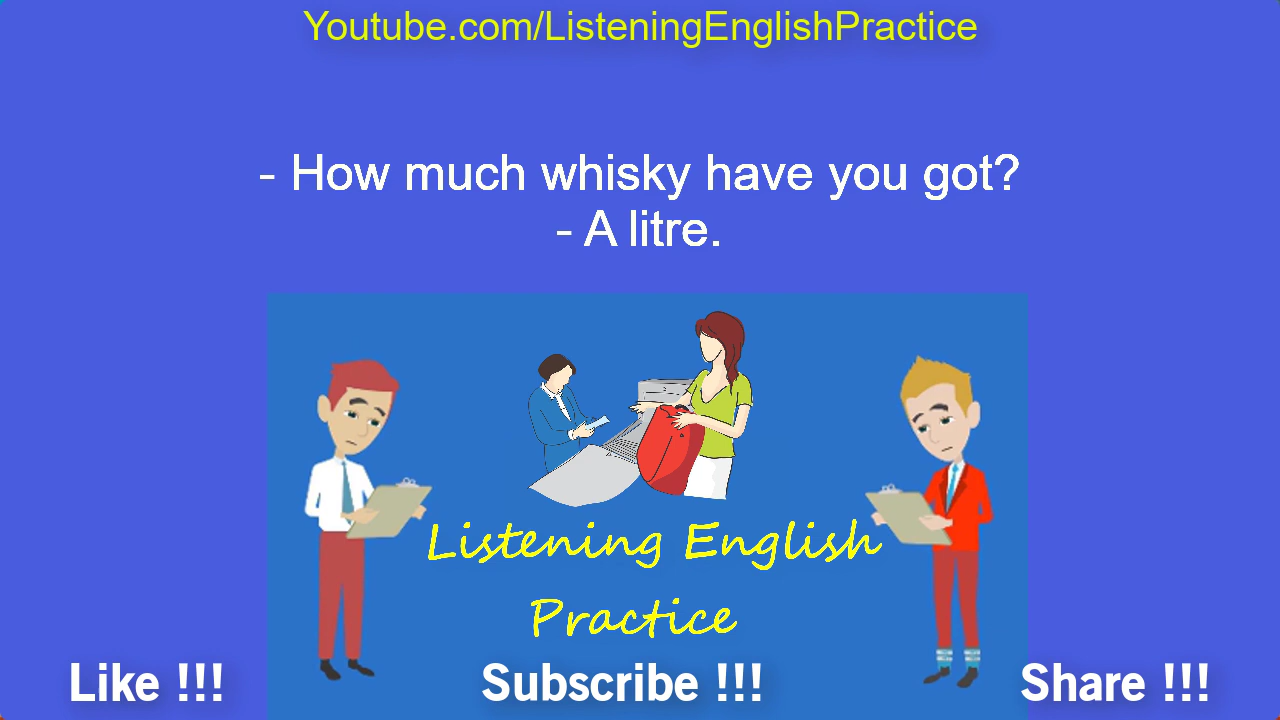 Youtube.com/ListeningEnglishPractice
- How much whisky have you got?
- A litre.
Listening English
Practice
Like !!!
Subscribe !!!
Share !!!